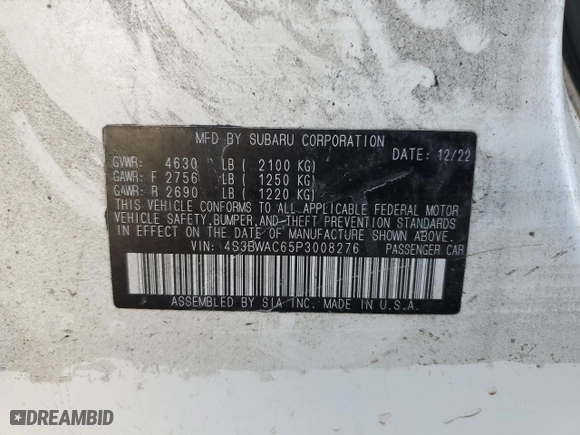 MFD BY SUBARU CORPORATION
GVWR: 4630 LB ( 2100 KG) DATE: 12/22
GAWR: F 2756 LB ( 1250 KG)
GAWR: R 2690 LB ( 1220 KG)
THIS VEHICLE CONFORMS TO ALL APPLICABLE FEDERAL MOTOR
VEHICLE SAFETY, BUMPER, AND THEFT PREVENTION STANDARDS
IN EFFECT ON THE DATE OF MANUFACTURE SHOWN ABOVE.
VIN: 4S3BWAC65P3008276 PASSENGER CAR
ASSEMBLED BY SIA INC. MADE IN U.S.A.
DREAMBID